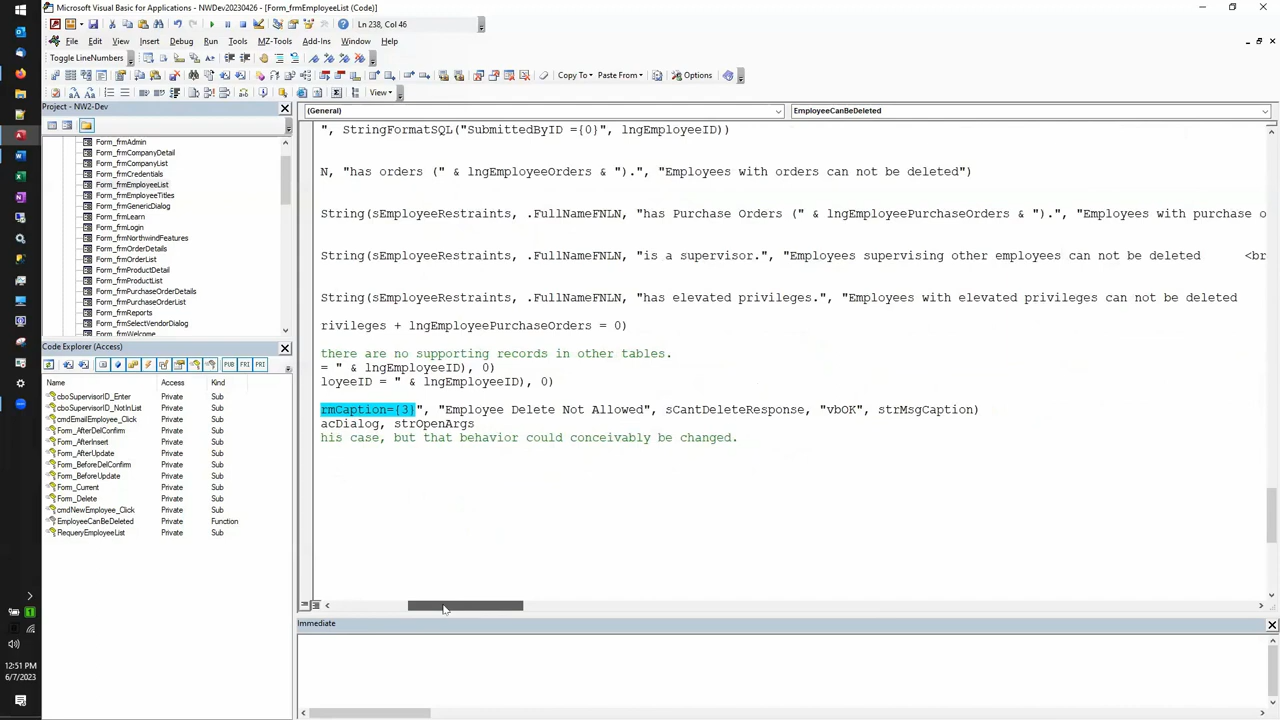 Microsoft Visual Basic for Applications - NWDev20230426 - [Form_frmEmployeeList (Code)]
Ln 238, Col 46
File Edit View Insert Debug Run Tools MZ-Tools Add-Ins Window Help
Toggle LineNumbers
Copy To Paste From Options
View
Project - NW2-Dev
(General) EmployeeCanBeDeleted
Form_frmAdmin
Form_frmCompanyDetail
Form_frmCompanyList
Form_frmCredentials
Form_frmEmployeeList
Form_frmEmployeeTitles
Form_frmGenericDialog
Form_frmLearn
Form_frmLogin
Form_frmNorthwindFeatures
Form_frmOrderDetails
Form_frmOrderList
Form_frmProductDetail
Form_frmProductList
Form_frmPurchaseOrderDetails
Form_frmPurchaseOrderList
Form_frmReports
Form_frmSelectVendorDialog
Form_frmWelcome
Code Explorer (Access)
PUB FRI PRI
Name Access Kind
cboSupervisorID_Enter Private Sub
cboSupervisorID_NotInList Private Sub
cmdEmailEmployee_Click Private Sub
Form_AfterDelConfirm Private Sub
Form_AfterInsert Private Sub
Form_AfterUpdate Private Sub
Form_BeforeDelConfirm Private Sub
Form_BeforeUpdate Private Sub
Form_Current Private Sub
Form_Delete Private Sub
cmdNewEmployee_Click Private Sub
EmployeeCanBeDeleted Private Function
RequeryEmployeeList Private Sub
", StringFormatSQL("SubmittedByID ={0}", lngEmployeeID))
N, "has orders (" & lngEmployeeOrders & ").", "Employees with orders can not be deleted")
String(sEmployeeRestraints, .FullNameFNLN, "has Purchase Orders (" & lngEmployeePurchaseOrders & ").", "Employees with purchase o
String(sEmployeeRestraints, .FullNameFNLN, "is a supervisor.", "Employees supervising other employees can not be deleted <br
String(sEmployeeRestraints, .FullNameFNLN, "has elevated privileges.", "Employees with elevated privileges can not be deleted
rivileges + lngEmployeePurchaseOrders = 0)
there are no supporting records in other tables.
= " & lngEmployeeID), 0)
loyeeID = " & lngEmployeeID), 0)
rmCaption={3}", "Employee Delete Not Allowed", sCantDeleteResponse, "vbOK", strMsgCaption)
acDialog, strOpenArgs
his case, but that behavior could conceivably be changed.
Immediate
12:51 PM
6/7/2023